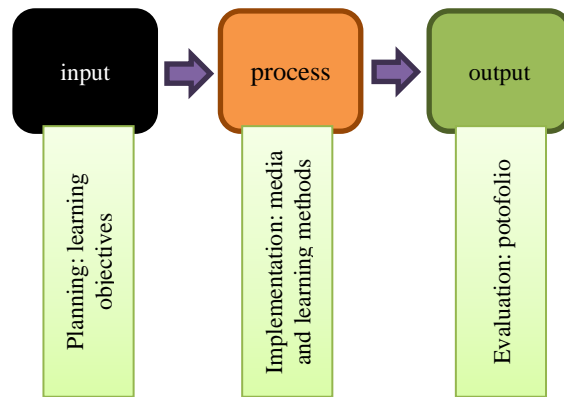 input
process
output
Planning: learning
objectives
Implementation: media
and learning methods
Evaluation: potofolio